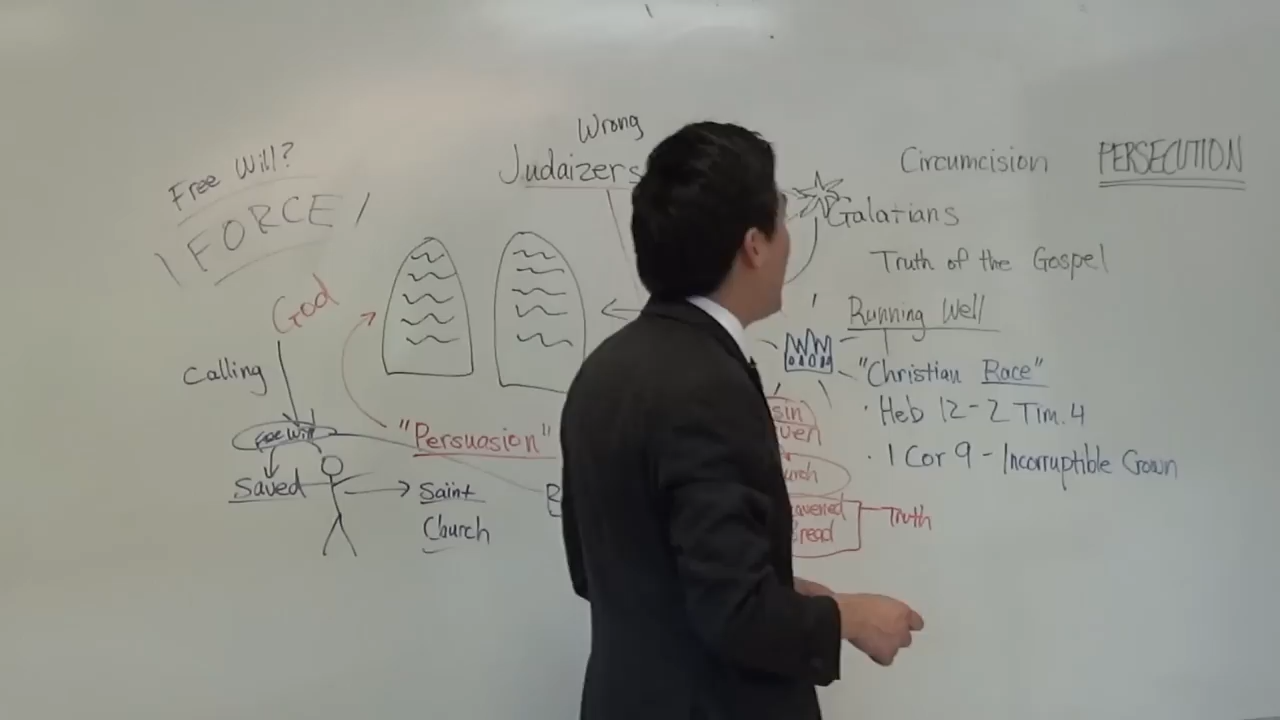 Free Will?
FORCE
God
Calling
Free Will
Saved
Saint
Church
"Persuasion"
Wrong
Judaizers
Circumcision
PERSECUTION
Galatians
Truth of the Gospel
Running Well
"Christian Race"
· Heb 12 - 2 Tim. 4
· 1 Cor 9 - Incorruptible Crown
Truth